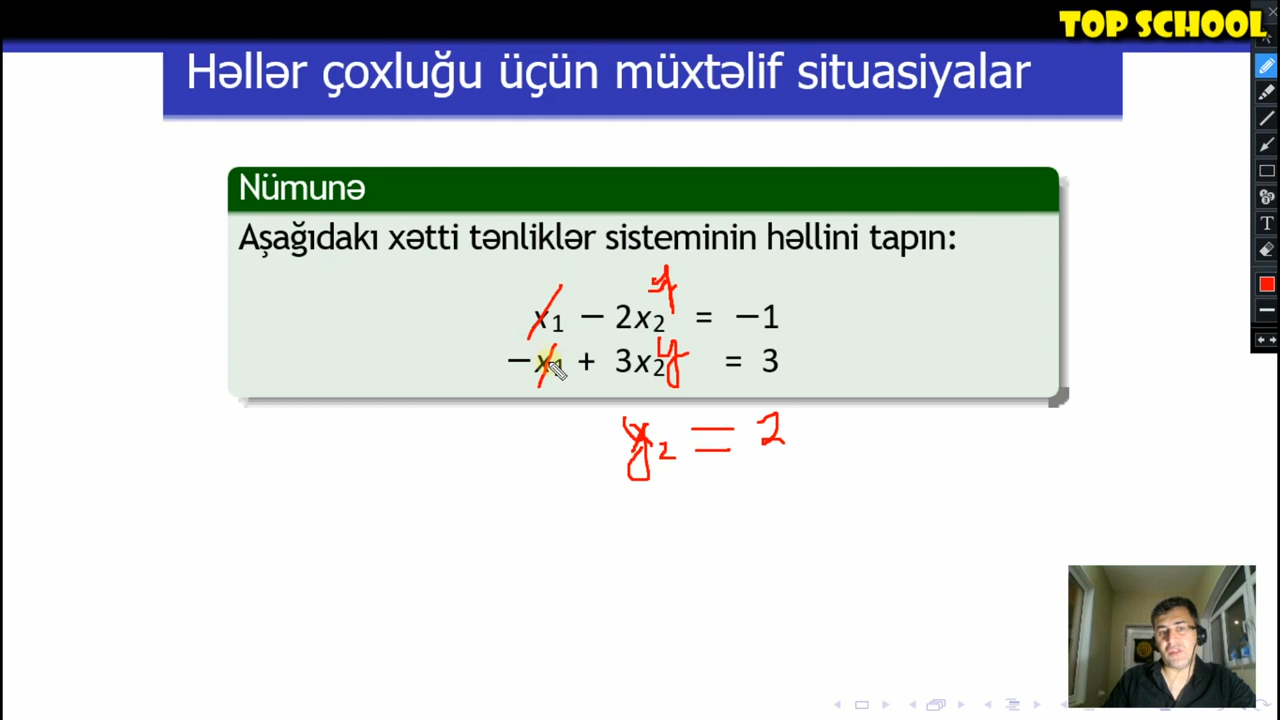 TOP SCHOOL
Həllər çoxluğu üçün müxtəlif situasiyalar
Nümunə
Aşağıdakı xətti tənliklər sisteminin həllini tapın:
y
x₁ − 2x₂ = −1
−x₁ + 3x₂ y = 3
y₂ = 2